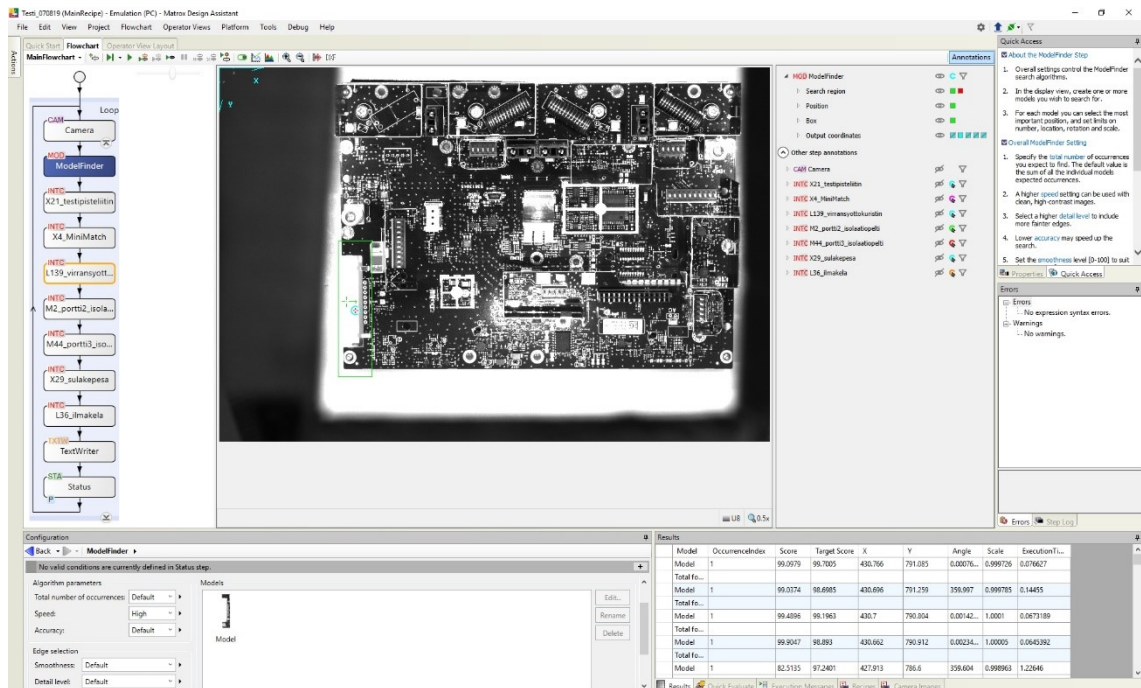 Testi_070819 (MainRecipe) - Emulation (PC) - Matrox Design Assistant
File Edit View Project Flowchart Operator Views Platform Tools Debug Help
Quick Start Flowchart Operator View Layout
MainFlowchart
Actions
Loop
CAM
Camera
MOD
ModelFinder
INTC
X21_testipisteliitin
INTC
X4_MiniMatch
INTC
L139_virransyott...
INTC
M2_portti2_isola...
INTC
M44_portti3_iso...
INTC
X29_sulakepesa
INTC
L36_ilmakela
TXTW
TextWriter
STA
Status
P
X
Y
U8 0.5x
Annotations
MOD ModelFinder
Search region
Position
Box
Output coordinates
Other step annotations
CAM Camera
INTC X21_testipisteliitin
INTC X4_MiniMatch
INTC L139_virransyottokuristin
INTC M2_portti2_isolaatiopelti
INTC M44_portti3_isolaatiopelti
INTC X29_sulakepesa
INTC L36_ilmakela
Quick Access
About the ModelFinder Step
1. Overall settings control the ModelFinder
search algorithms.
2. In the display view, create one or more
models you wish to search for.
3. For each model you can select the most
important position, and set limits on
number, location, rotation and scale.
Overall ModelFinder Setting
1. Specify the total number of occurrences
you expect to find. The default value is
the sum of all the individual models
expected occurrences.
2. A higher speed setting can be used with
clean, high-contrast images.
3. Select a higher detail level to include
more fainter edges.
4. Lower accuracy may speed up the
search.
5. Set the smoothness level [0-100] to suit
Properties Quick Access
Errors
Errors
No expression syntax errors.
Warnings
No warnings.
Errors Step Log
Configuration
Back ModelFinder
No valid conditions are currently defined in Status step.
Algorithm parameters
Total number of occurrences: Default
Speed: High
Accuracy: Default
Edge selection
Smoothness: Default
Detail level: Default
Models
Model
Edit...
Rename
Delete
Results
Model OccurrenceIndex Score Target Score X Y Angle Scale ExecutionTi...
Model 1 99.0979 99.7005 430.766 791.085 0.00076... 0.999726 0.076627
Total fo...
Model 1 99.0374 98.6985 430.696 791.259 359.997 0.999785 0.14455
Total fo...
Model 1 99.4896 99.1963 430.7 790.804 0.00142... 1.0001 0.0673189
Total fo...
Model 1 99.9047 98.893 430.662 790.912 0.00234... 1.00005 0.0645392
Total fo...
Model 1 82.5135 97.2401 427.913 786.6 359.604 0.998963 1.22646
Results Quick Evaluate Execution Messages Recipes Camera Images